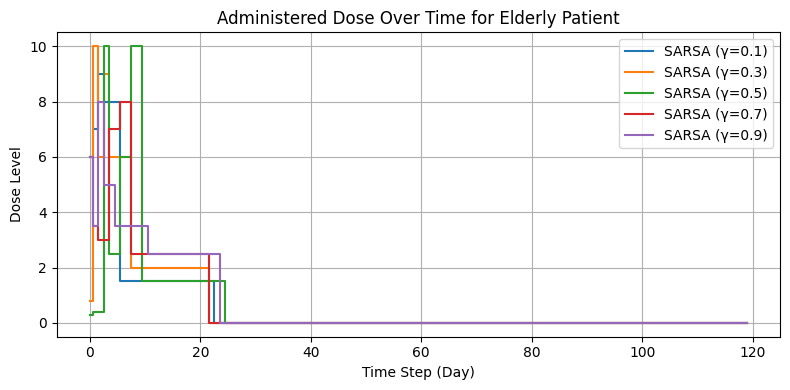 Administered Dose Over Time for Elderly Patient
SARSA (γ=0.1)
SARSA (γ=0.3)
SARSA (γ=0.5)
SARSA (γ=0.7)
SARSA (γ=0.9)
Dose Level
10
8
6
4
2
0
0 20 40 60 80 100 120
Time Step (Day)